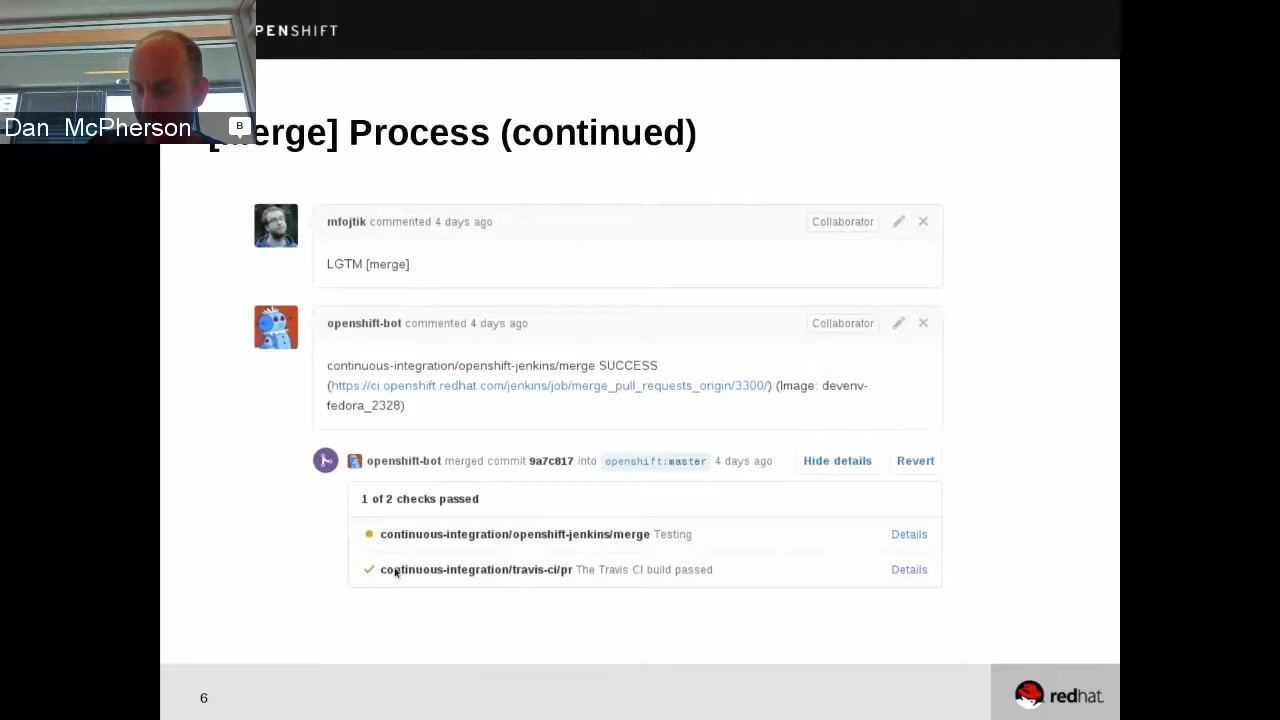 PENSHIFT
Dan McPherson
B
[merge] Process (continued)
mfojtik commented 4 days ago
Collaborator
LGTM [merge]
openshift-bot commented 4 days ago
Collaborator
continuous-integration/openshift-jenkins/merge SUCCESS
(https://ci.openshift.redhat.com/jenkins/job/merge_pull_requests_origin/3300/) (Image: devenv-
fedora_2328)
openshift-bot merged commit 9a7c817 into openshift:master 4 days ago
Hide details
Revert
1 of 2 checks passed
continuous-integration/openshift-jenkins/merge Testing
Details
continuous-integration/travis-ci/pr The Travis CI build passed
Details
6
redhat.